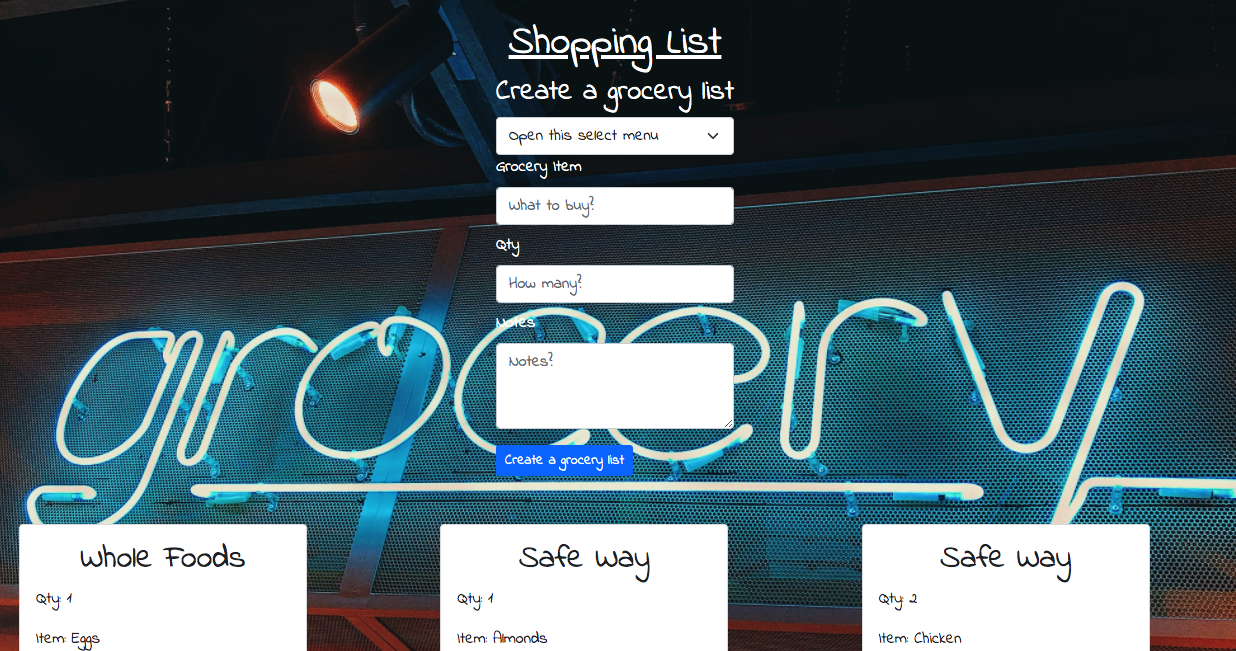 Shopping List
Create a grocery list
Open this select menu
Grocery Item
What to buy?
Qty
How many?
Notes
Notes?
Create a grocery list
grocery
Whole Foods
Qty: 1
Item: Eggs
Safe Way
Qty: 1
Item: Almonds
Safe Way
Qty: 2
Item: Chicken